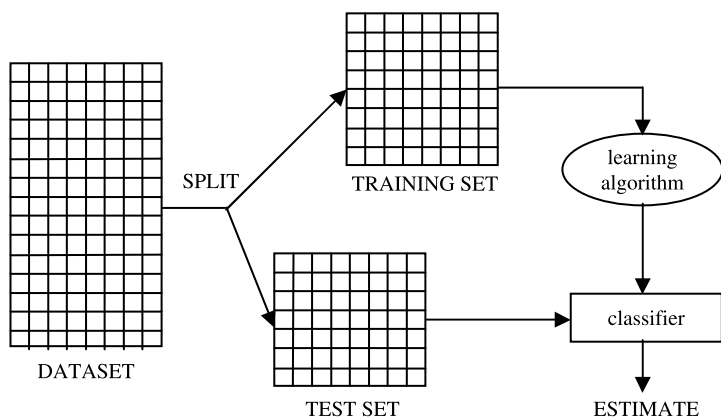 SPLIT
TRAINING SET
learning
algorithm
classifier
DATASET
TEST SET
ESTIMATE